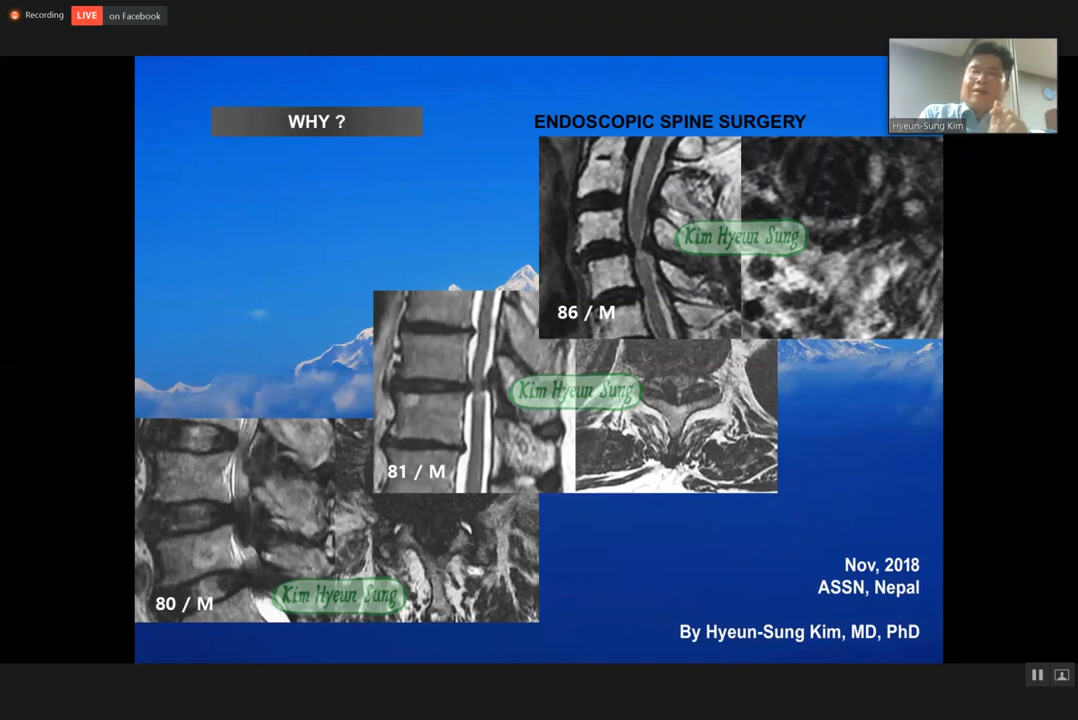 Recording
LIVE on Facebook
Hyeun-Sung Kim
WHY ?
ENDOSCOPIC SPINE SURGERY
Kim Hyeun Sung
86 / M
Kim Hyeun Sung
81 / M
Kim Hyeun Sung
80 / M
Nov, 2018
ASSN, Nepal
By Hyeun-Sung Kim, MD, PhD